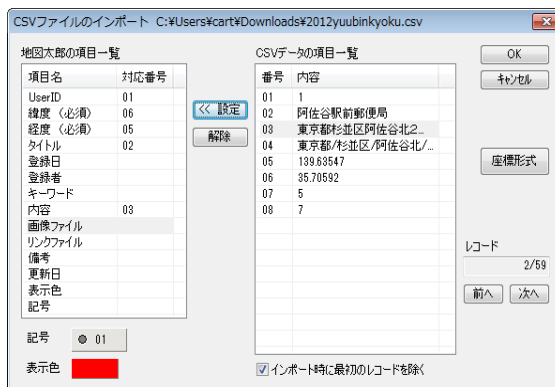 CSVファイルのインポート C:¥Users¥cart¥Downloads¥2012yuubinkyoku.csv
地図太郎の項目一覧
項目名 対応番号
UserID 01
緯度（必須） 06
経度（必須） 05
タイトル 02
登録日
登録者
キーワード
内容 03
画像ファイル
リンクファイル
備考
更新日
表示色
記号
記号 01
表示色
<< 設定
解除
CSVデータの項目一覧
番号 内容
01 1
02 阿佐谷駅前郵便局
03 東京都杉並区阿佐谷北2...
04 東京都/杉並区/阿佐谷北/...
05 139.63547
06 35.70592
07 5
08 7
インポート時に最初のレコードを除く
OK
キャンセル
座標形式
レコード
2/59
前へ 次へ